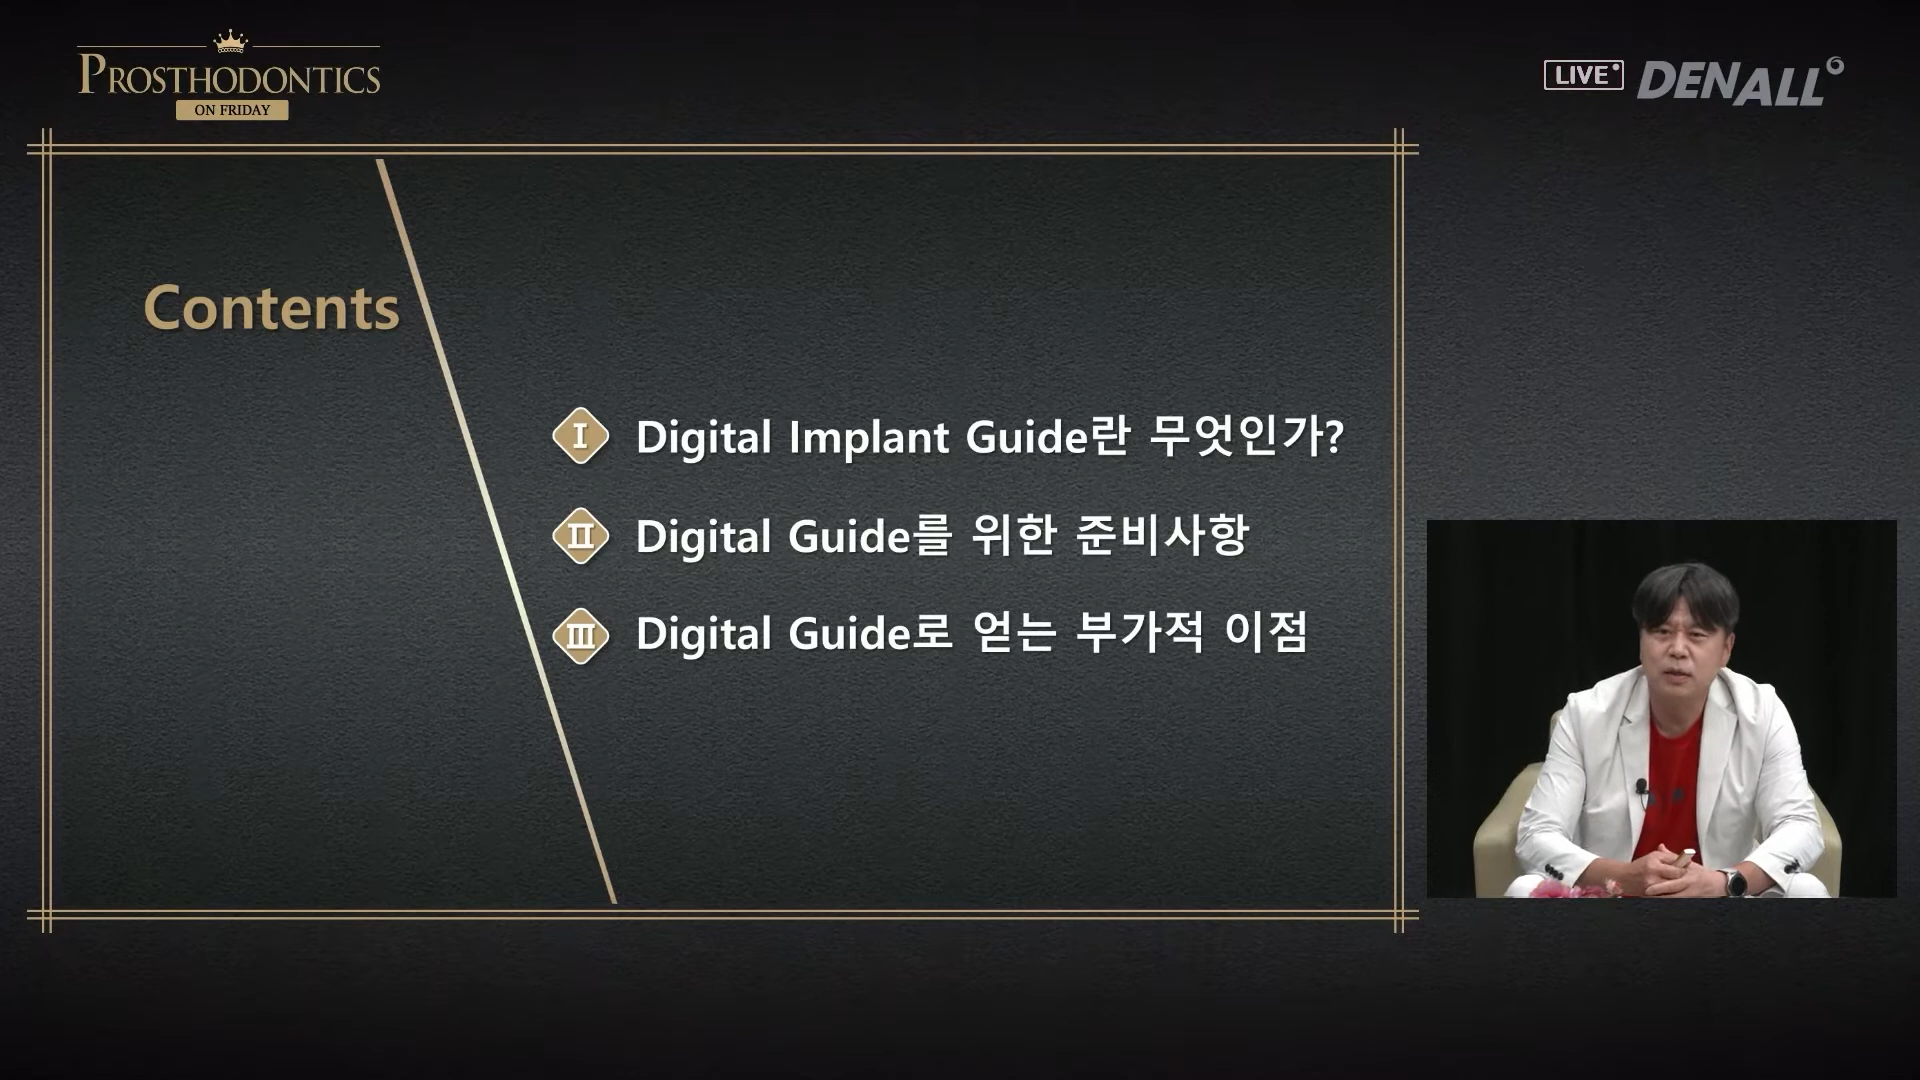 PROSTHODONTICS
ON FRIDAY
LIVE
DENALL
Contents
I Digital Implant Guide란 무엇인가?
II Digital Guide를 위한 준비사항
III Digital Guide로 얻는 부가적 이점